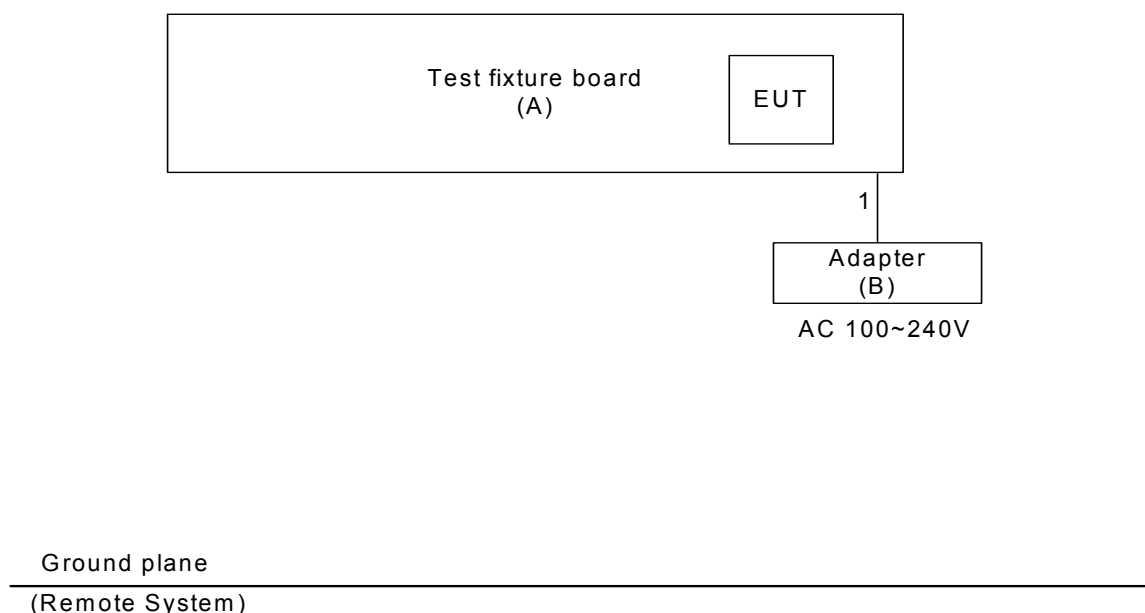 Test fixture board
(A)
EUT
1
Adapter
(B)
AC 100~240V
Ground plane
(Remote System)